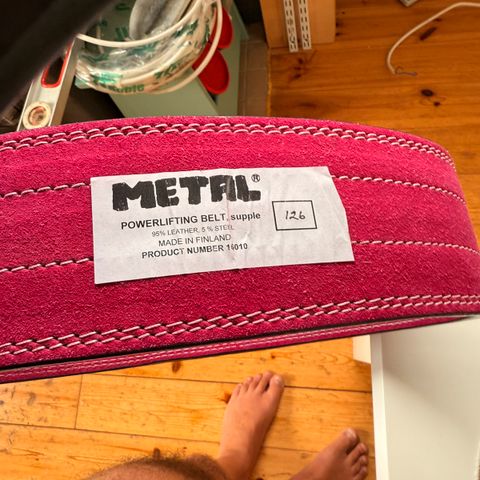 METAL®
POWERLIFTING BELT, supple
126
95% LEATHER, 5 % STEEL
MADE IN FINLAND
PRODUCT NUMBER 16010